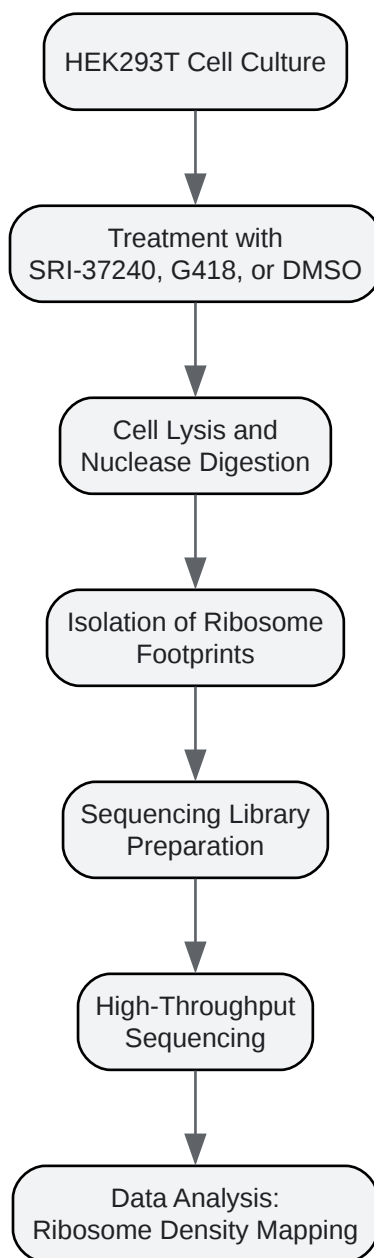 HEK293T Cell Culture
Treatment with
SRI-37240, G418, or DMSO
Cell Lysis and
Nuclease Digestion
Isolation of Ribosome
Footprints
Sequencing Library
Preparation
High-Throughput
Sequencing
Data Analysis:
Ribosome Density Mapping